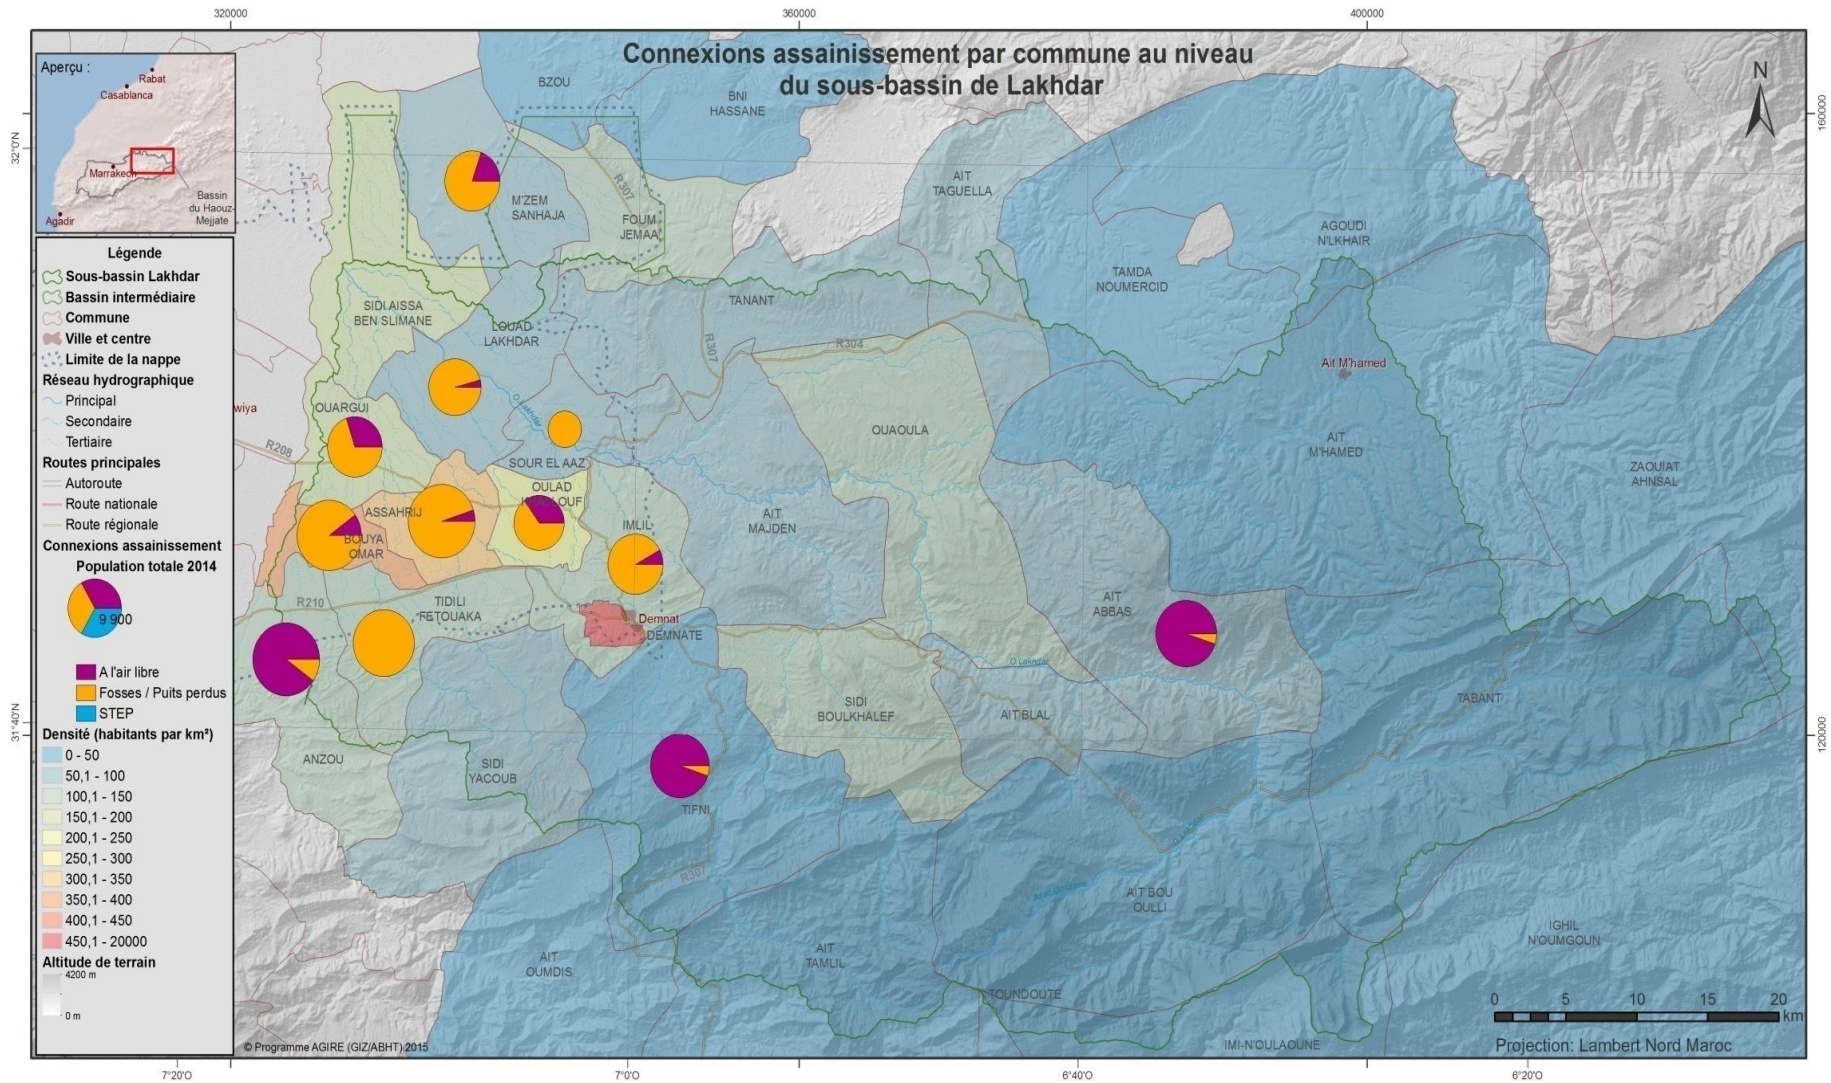 320000
360000
400000
Connexions assainissement par commune au niveau
du sous-bassin de Lakhdar
N
160000
120000
32°0'N
31°40'N
Aperçu :
Rabat
Casablanca
Marrakech
Agadir
Bassin
du Haouz-
Mejjate
Légende
Sous-bassin Lakhdar
Bassin intermédiaire
Commune
Ville et centre
Limite de la nappe
Réseau hydrographique
Principal
Secondaire
Tertiaire
Routes principales
Autoroute
Route nationale
Route régionale
Connexions assainissement
Population totale 2014
9 900
A l'air libre
Fosses / Puits perdus
STEP
Densité (habitants par km²)
0 - 50
50,1 - 100
100,1 - 150
150,1 - 200
200,1 - 250
250,1 - 300
300,1 - 350
350,1 - 400
400,1 - 450
450,1 - 20000
Altitude de terrain
4200 m
0 m
BZOU
BNI
HASSANE
AIT
TAGUELLA
M'ZEM
SANHAJA
R307
FOUM
JEMAA
AGOUDI
N'LKHAIR
TAMDA
NOUMERCID
SIDI AISSA
BEN SLIMANE
LOUAD
LAKHDAR
TANANT
R307
R304
Ait M'hamed
O.Lakhdar
wiya
OUARGUI
R208
OUAOULA
AIT
M'HAMED
SOUR EL AAZ
ZAOUIAT
AHNSAL
OULAD
ASSAHRIJ
BOUYA
OMAR
IMLIL
AIT
MAJDEN
R210
TIDILI
FETOUAKA
AIT
ABBAS
Demnat
DEMNATE
O.Lakhdar
SIDI
BOULKHALEF
AIT BLAL
TABANT
ANZOU
SIDI
YACOUB
TIFNI
R307
AIT BOU
OULLI
AIT
OUMDIS
AIT
TAMLIL
IGHIL
N'OUMGOUN
TOUNDOUTE
IMI-N'OULAOUNE
0 5 10 15 20
km
Projection: Lambert Nord Maroc
© Programme AGIRE (GIZ/ABHT) 2015
7°20'O
7°0'O
6°40'O
6°20'O